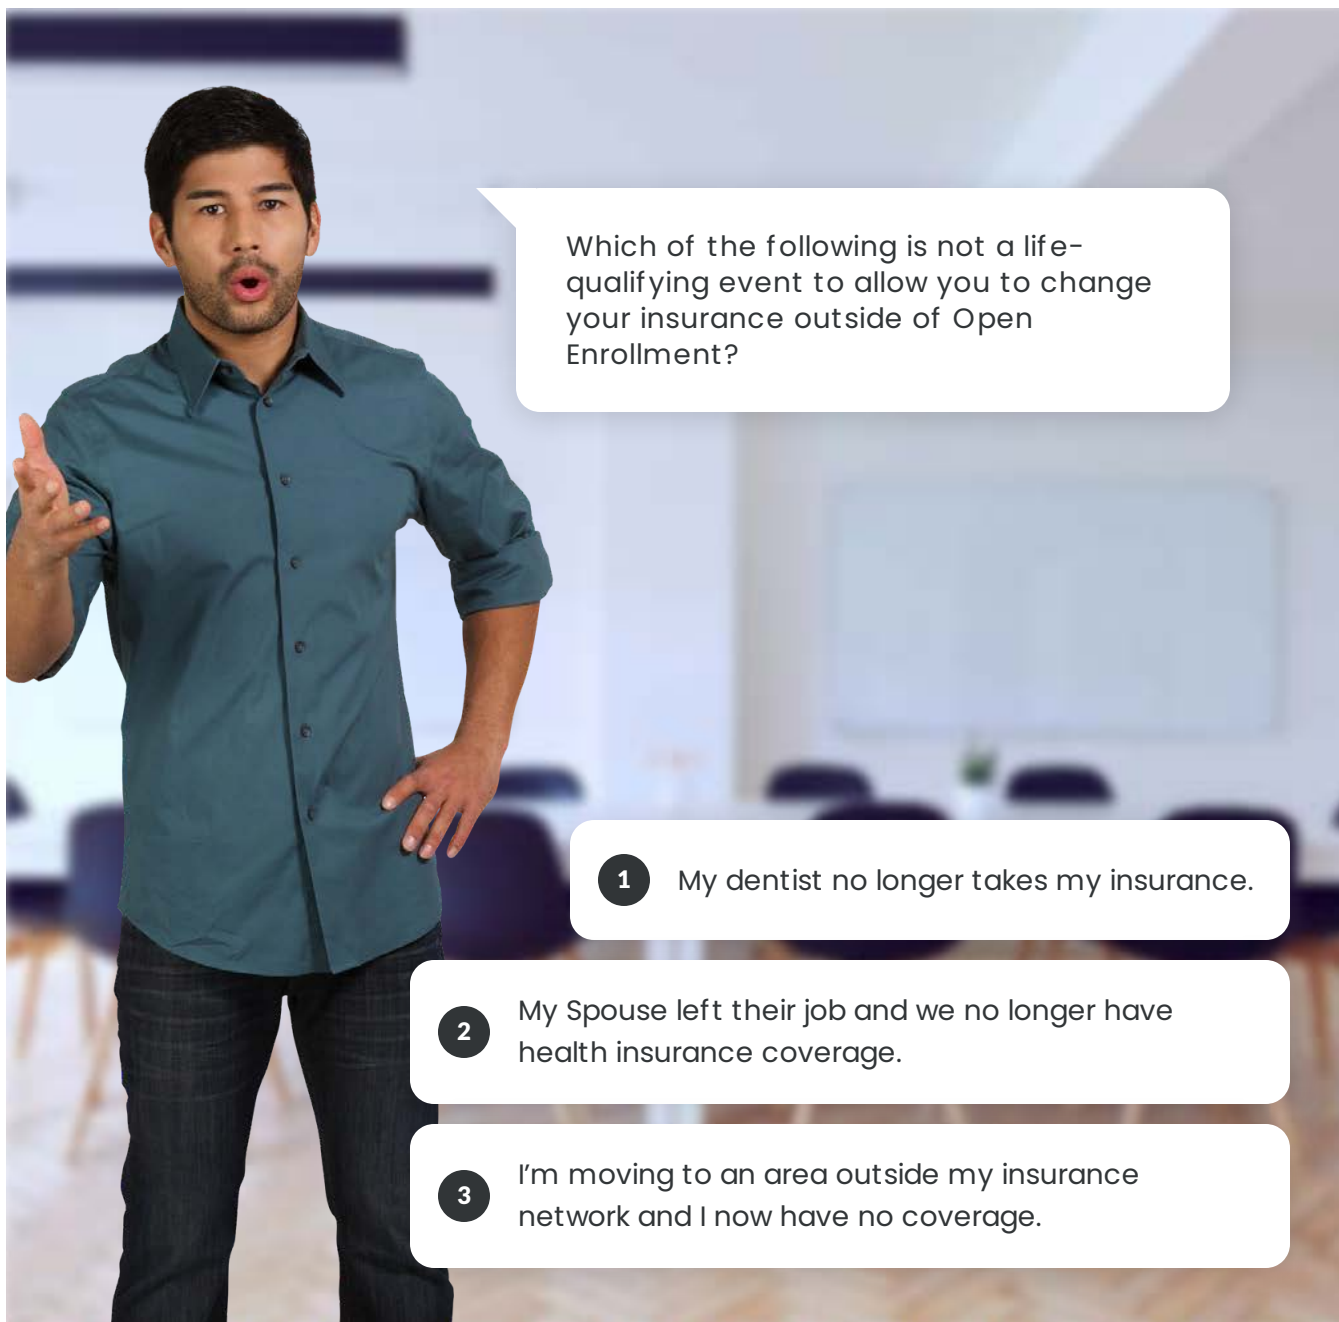 Which of the following is not a life-
qualifying event to allow you to change
your insurance outside of Open
Enrollment?
1 My dentist no longer takes my insurance.
2 My Spouse left their job and we no longer have
health insurance coverage.
3 I’m moving to an area outside my insurance
network and I now have no coverage.